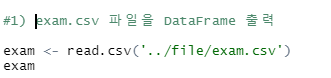 #1) exam.csv 파일을 DataFrame 출력
exam <- read.csv('../file/exam.csv')
exam